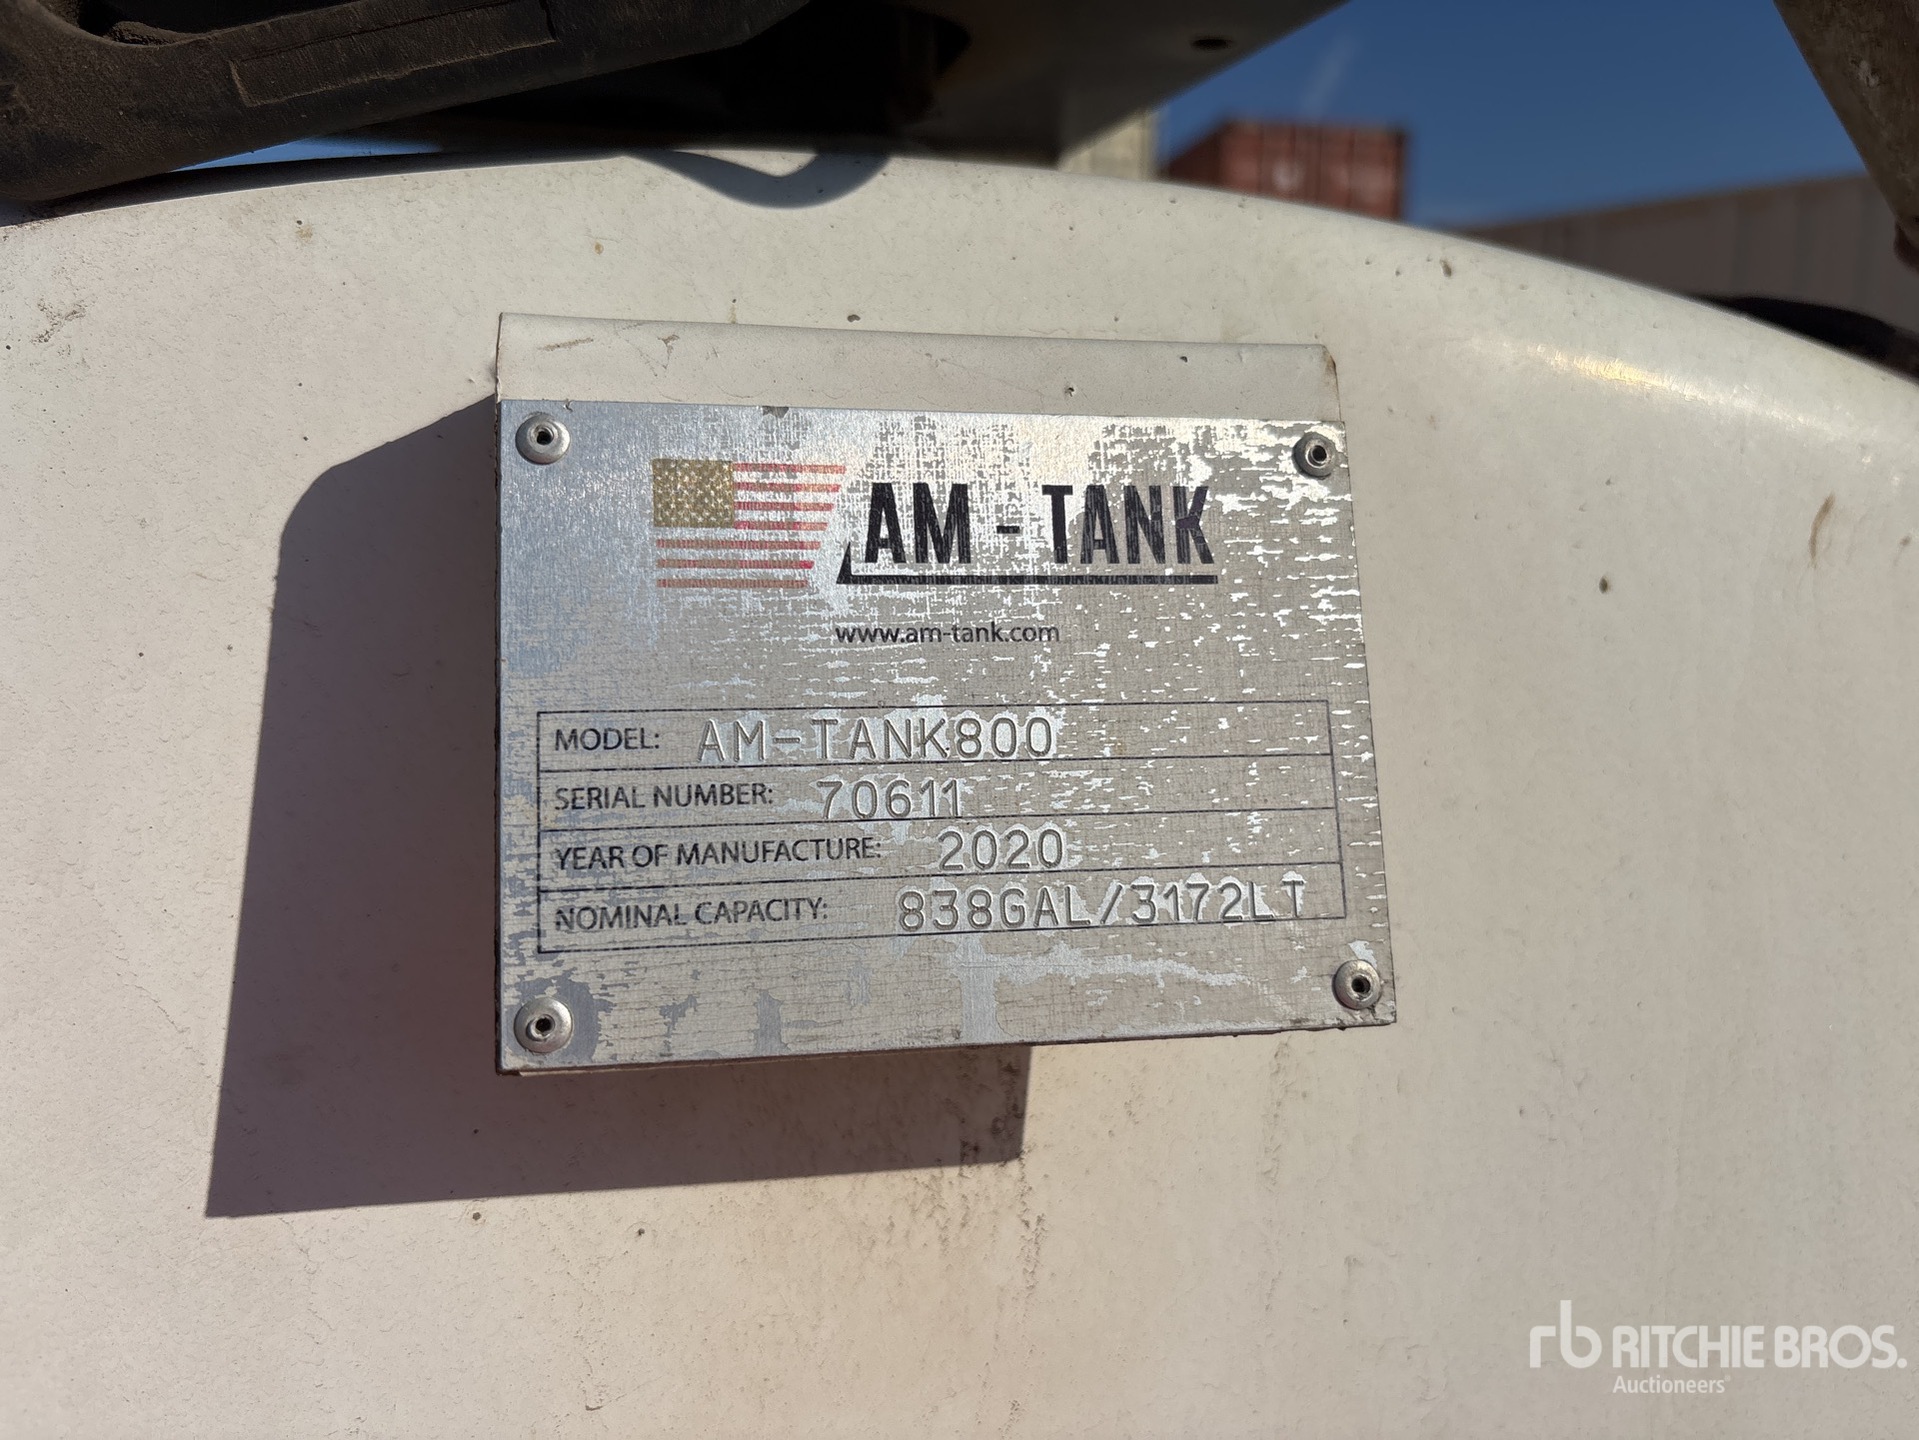 AM - TANK
www.am-tank.com
MODEL: AM-TANK800
SERIAL NUMBER: 70611
YEAR OF MANUFACTURE: 2020
NOMINAL CAPACITY: 838GAL/3172LT
rb RITCHIE BROS.
Auctioneers